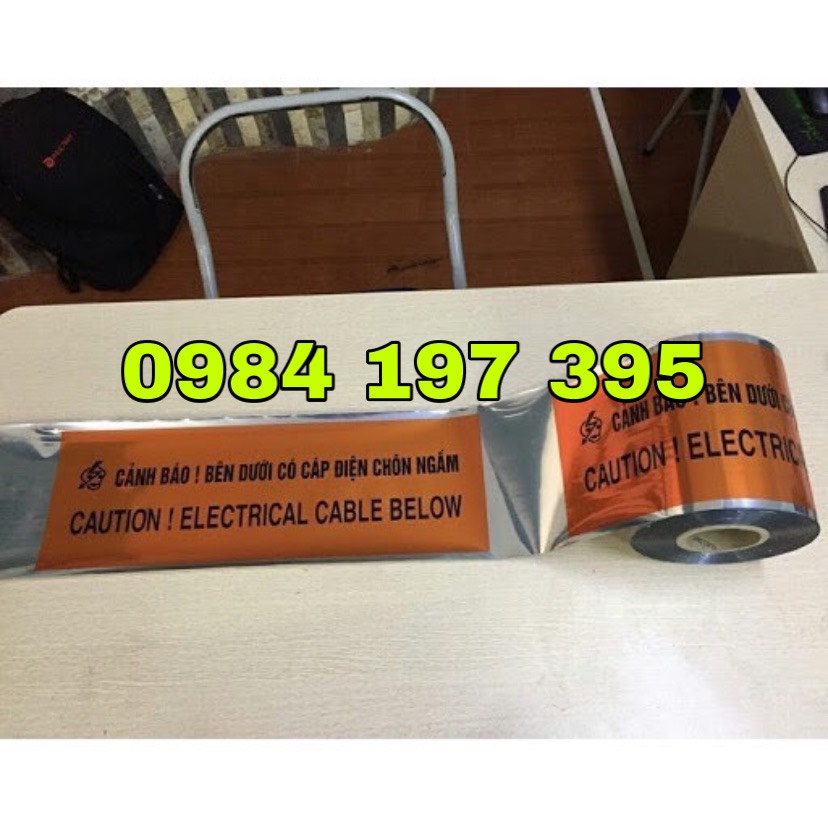 0984 197 395
CẢNH BÁO ! BÊN DƯỚI CÓ CÁP ĐIỆN CHÔN NGẦM
CAUTION ! ELECTRICAL CABLE BELOW
CẢNH BÁO ! BÊN DƯỚI C
CAUTION ! ELECTRIC